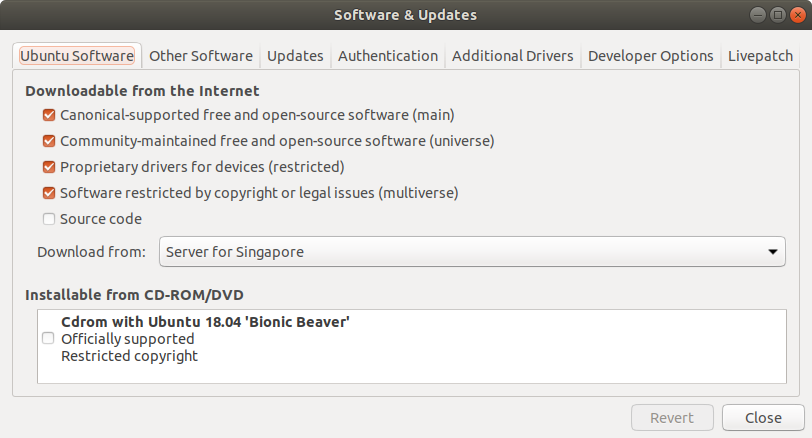 Software & Updates
Ubuntu Software Other Software Updates Authentication Additional Drivers Developer Options Livepatch
Downloadable from the Internet
Canonical-supported free and open-source software (main)
Community-maintained free and open-source software (universe)
Proprietary drivers for devices (restricted)
Software restricted by copyright or legal issues (multiverse)
Source code
Download from: Server for Singapore
Installable from CD-ROM/DVD
Cdrom with Ubuntu 18.04 'Bionic Beaver'
Officially supported
Restricted copyright
Revert Close